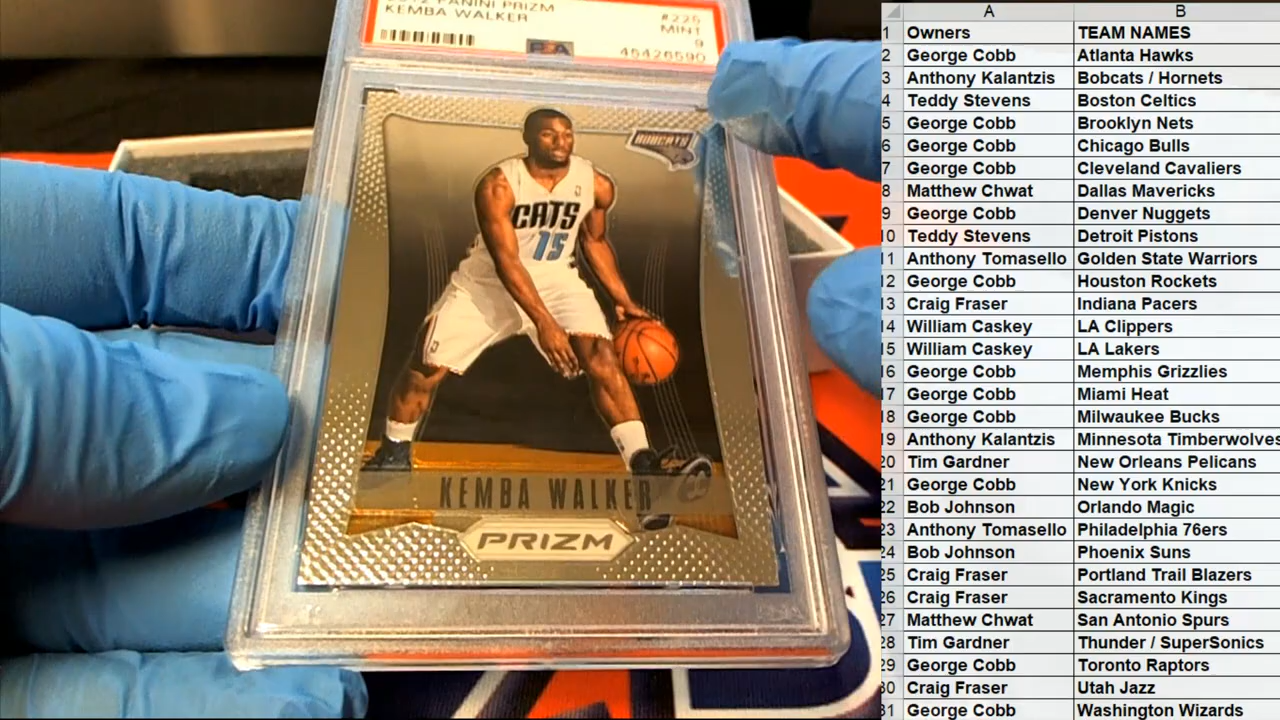 2012 PANINI PRIZM
KEMBA WALKER
#225
MINT
9
PSA
45426590
BOBCATS
CATS
15
KEMBA WALKER
PRIZM
A B
1 Owners TEAM NAMES
2 George Cobb Atlanta Hawks
3 Anthony Kalantzis Bobcats / Hornets
4 Teddy Stevens Boston Celtics
5 George Cobb Brooklyn Nets
6 George Cobb Chicago Bulls
7 George Cobb Cleveland Cavaliers
8 Matthew Chwat Dallas Mavericks
9 George Cobb Denver Nuggets
10 Teddy Stevens Detroit Pistons
11 Anthony Tomasello Golden State Warriors
12 George Cobb Houston Rockets
13 Craig Fraser Indiana Pacers
14 William Caskey LA Clippers
15 William Caskey LA Lakers
16 George Cobb Memphis Grizzlies
17 George Cobb Miami Heat
18 George Cobb Milwaukee Bucks
19 Anthony Kalantzis Minnesota Timberwolves
20 Tim Gardner New Orleans Pelicans
21 George Cobb New York Knicks
22 Bob Johnson Orlando Magic
23 Anthony Tomasello Philadelphia 76ers
24 Bob Johnson Phoenix Suns
25 Craig Fraser Portland Trail Blazers
26 Craig Fraser Sacramento Kings
27 Matthew Chwat San Antonio Spurs
28 Tim Gardner Thunder / SuperSonics
29 George Cobb Toronto Raptors
30 Craig Fraser Utah Jazz
31 George Cobb Washington Wizards